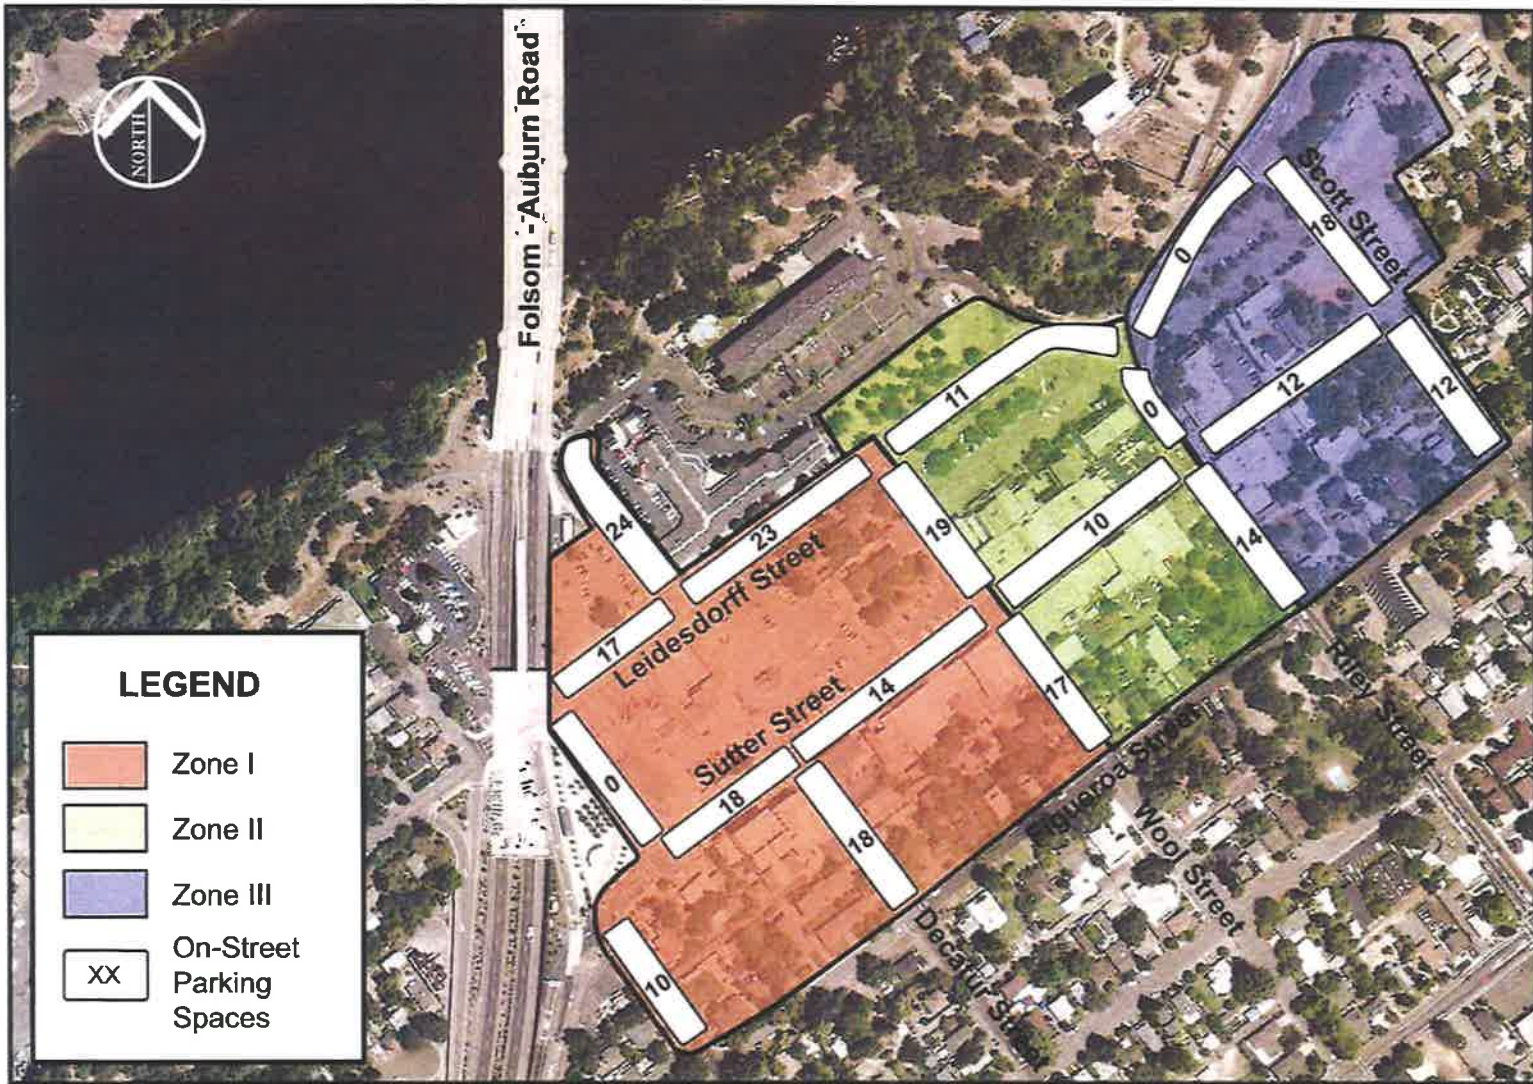 NORTH
Folsom - Auburn Road
Scott Street
18
0
12
12
11
0
10
14
24
23
19
Leidesdorff Street
17
Sutter Street
14
17
0
18
18
10
Riley Street
Figueroa Street
Wool Street
Decatur St
LEGEND
Zone I
Zone II
Zone III
XX
On-Street
Parking
Spaces